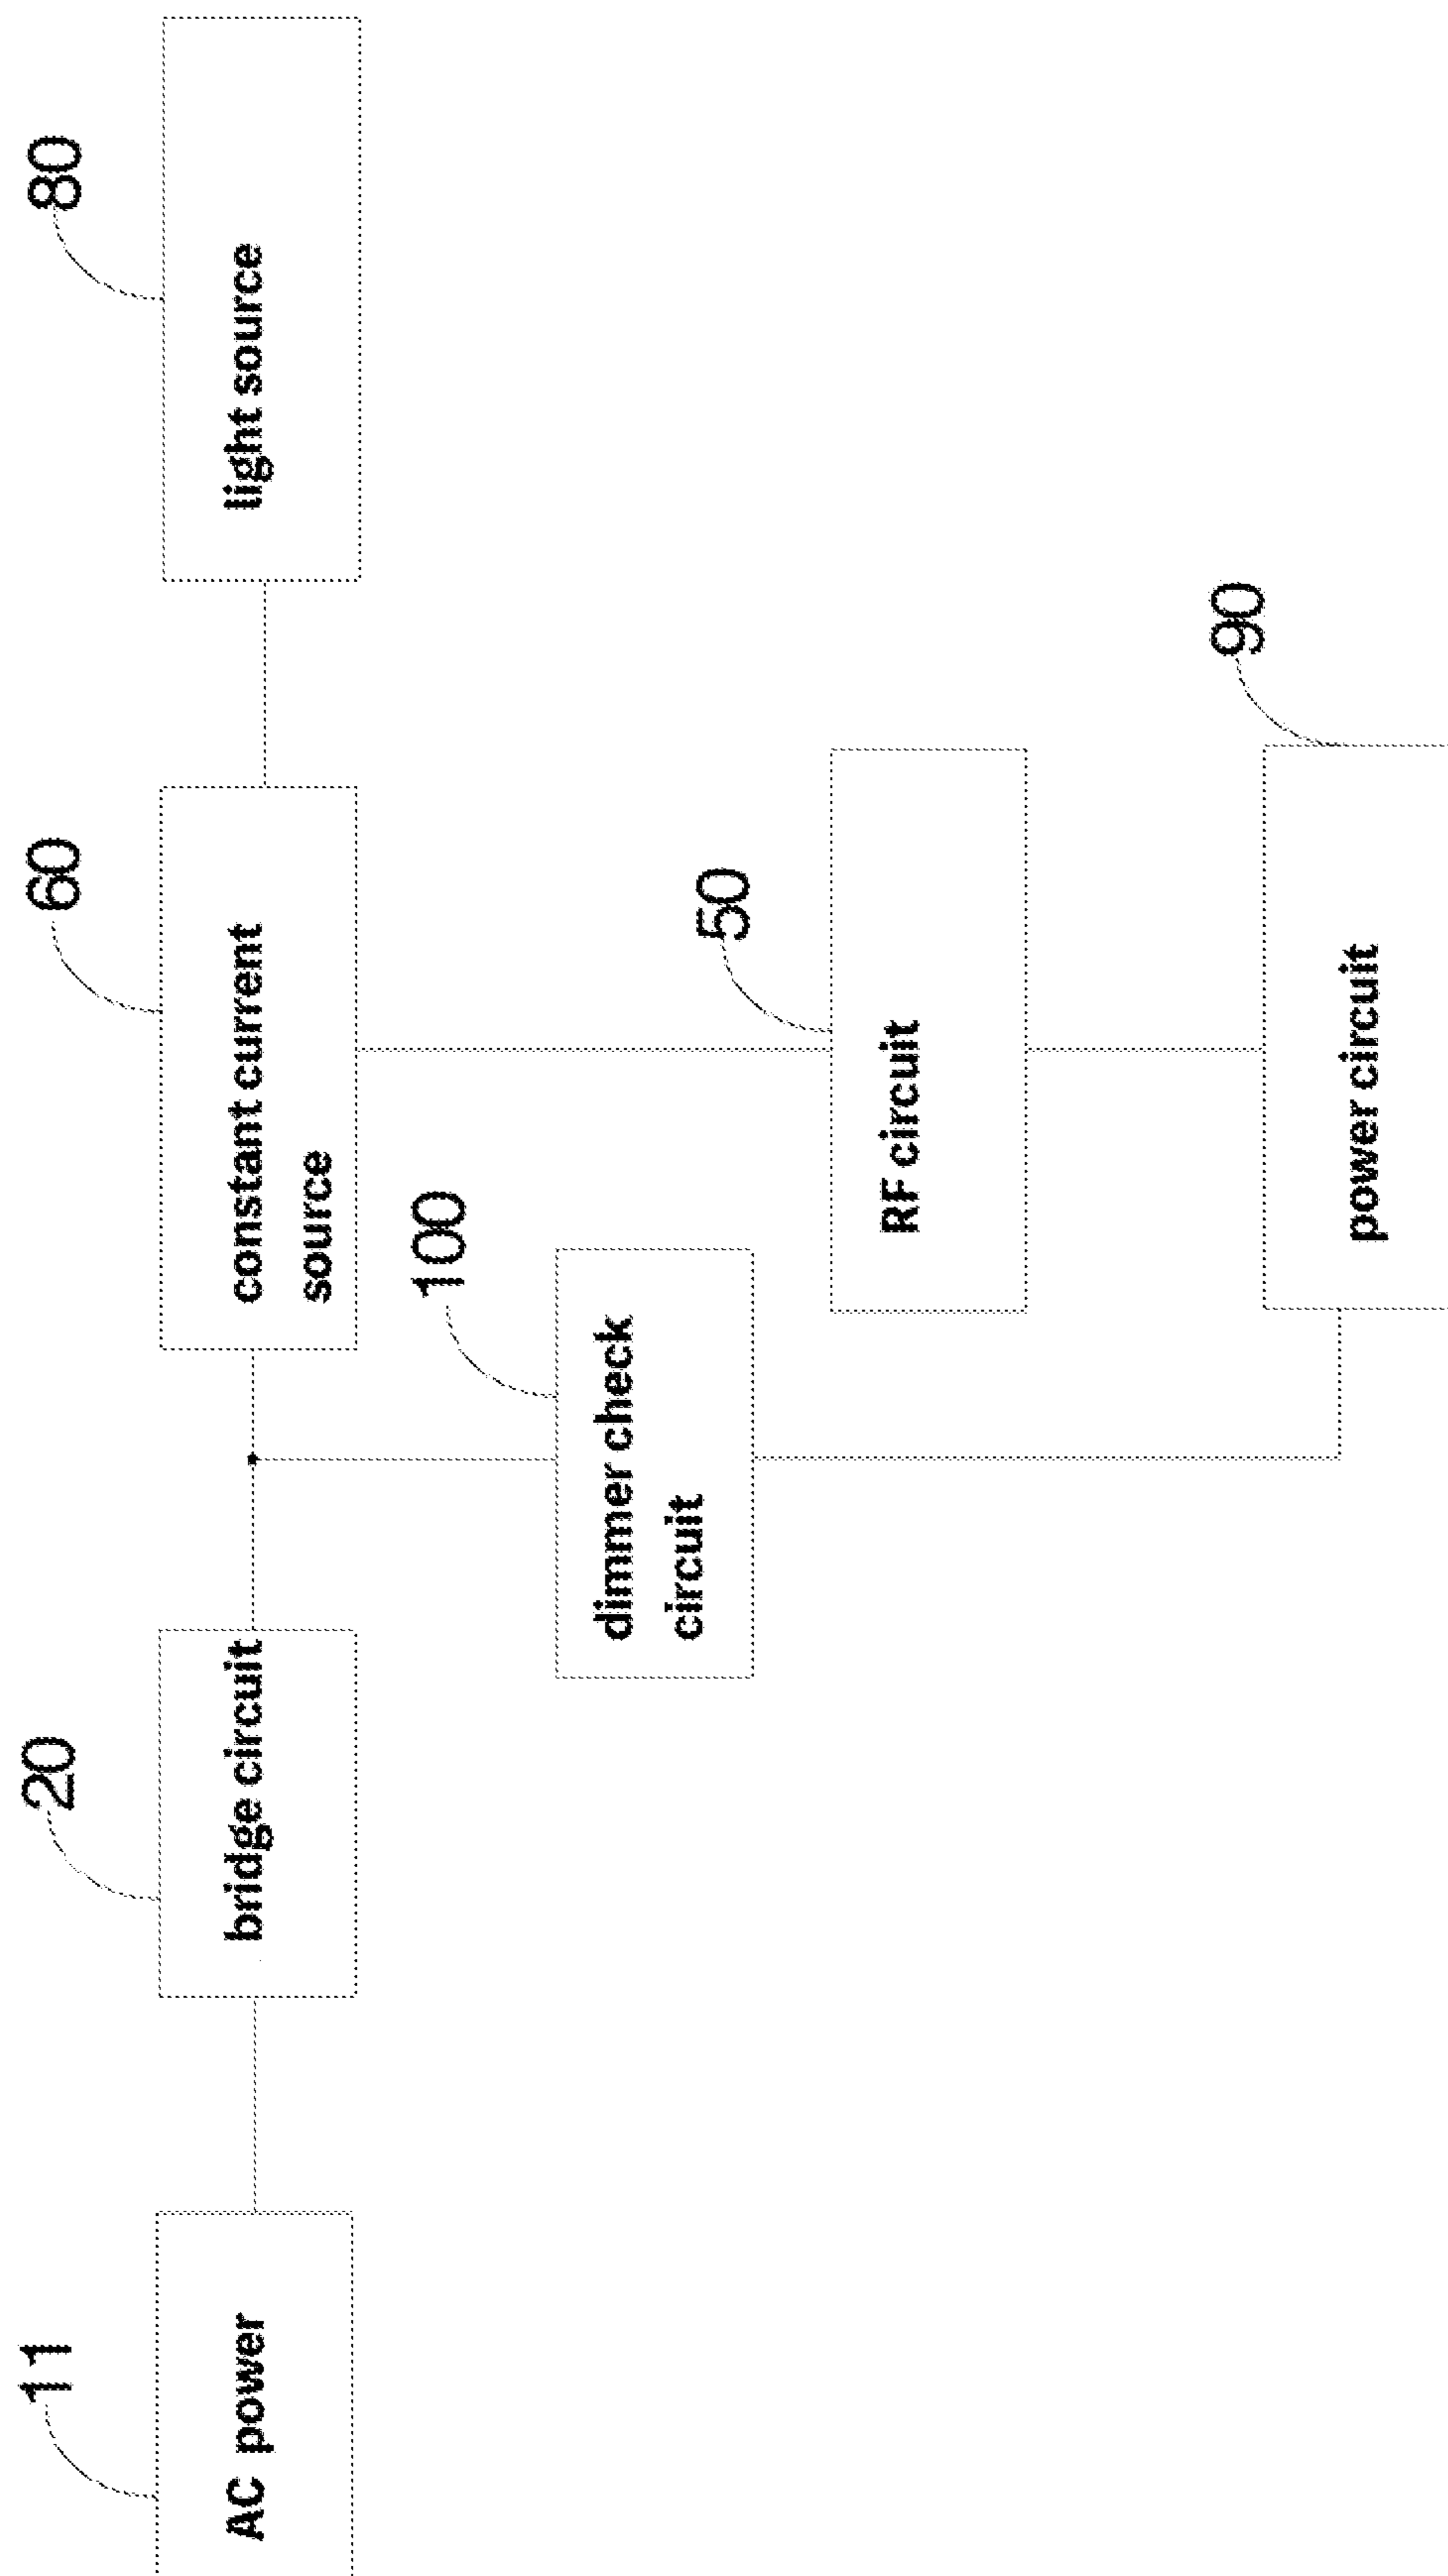 11
20
60
80
AC power
bridge circuit
constant current
source
light source
100
dimmer check
circuit
50
RF circuit
90
power circuit